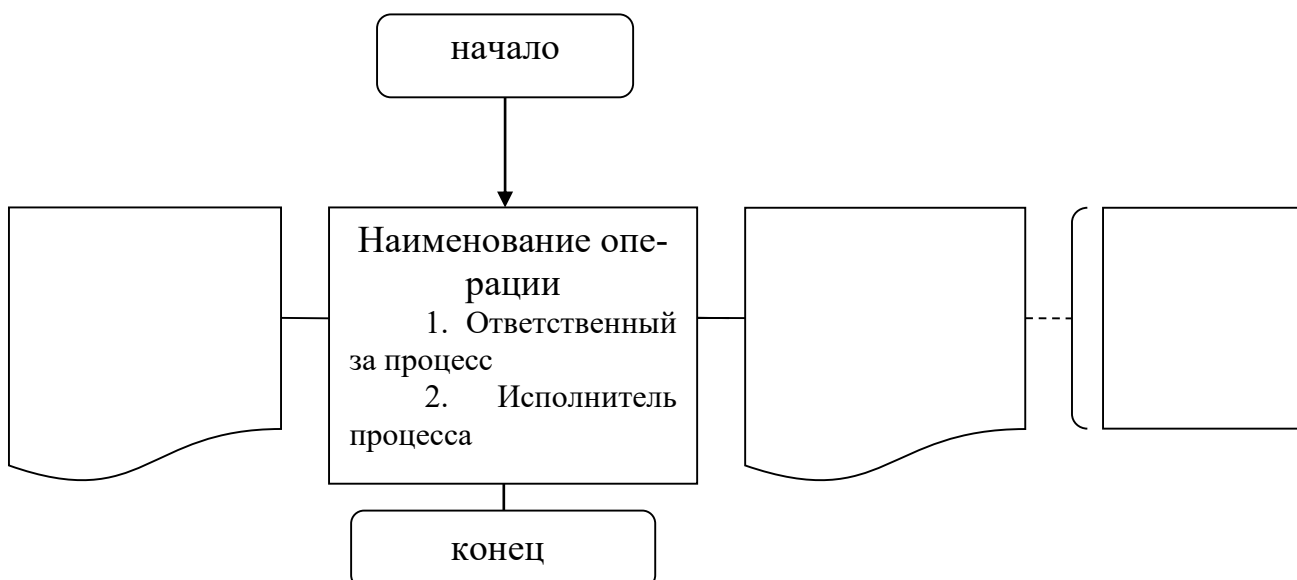 начало
Наименование опе-
рации
1. Ответственный
за процесс
2. Исполнитель
процесса
конец